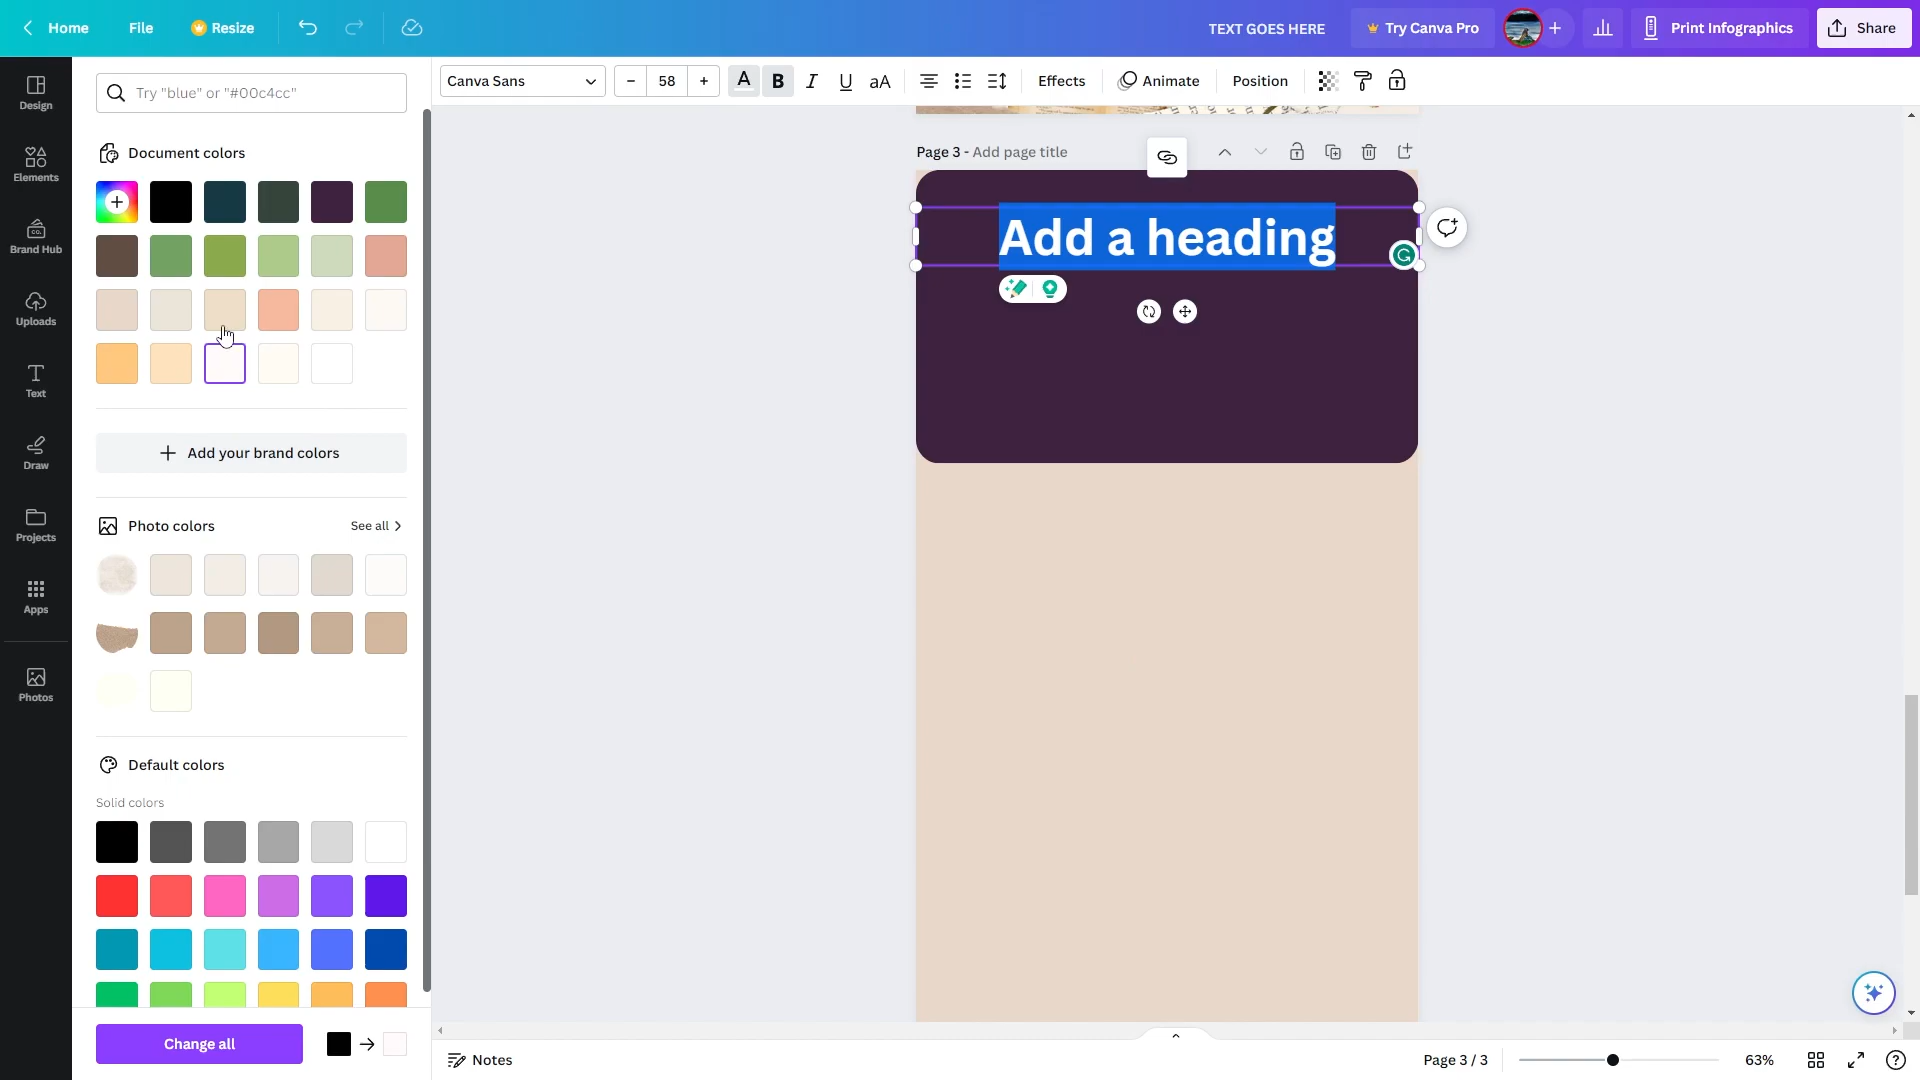 Home
File
Resize
TEXT GOES HERE
Try Canva Pro
Print Infographics
Share
Design
Elements
CO.
Brand Hub
Uploads
Text
Draw
Projects
Apps
Photos
Try "blue" or "#00c4cc"
Document colors
Add your brand colors
Photo colors
See all
Default colors
Solid colors
Change all
Canva Sans
− 58 +
A B I U aA
Effects
Animate
Position
Page 3 - Add page title
Add a heading
Notes
Page 3 / 3
63%